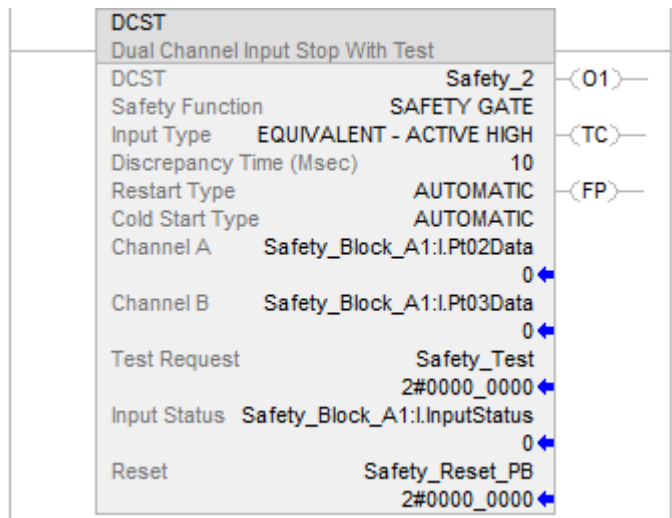 DCST
Dual Channel Input Stop With Test
DCST Safety_2 (O1)
Safety Function SAFETY GATE
Input Type EQUIVALENT - ACTIVE HIGH (TC)
Discrepancy Time (Msec) 10
Restart Type AUTOMATIC (FP)
Cold Start Type AUTOMATIC
Channel A Safety_Block_A1:I.Pt02Data
0
Channel B Safety_Block_A1:I.Pt03Data
0
Test Request Safety_Test
2#0000_0000
Input Status Safety_Block_A1:I.InputStatus
0
Reset Safety_Reset_PB
2#0000_0000